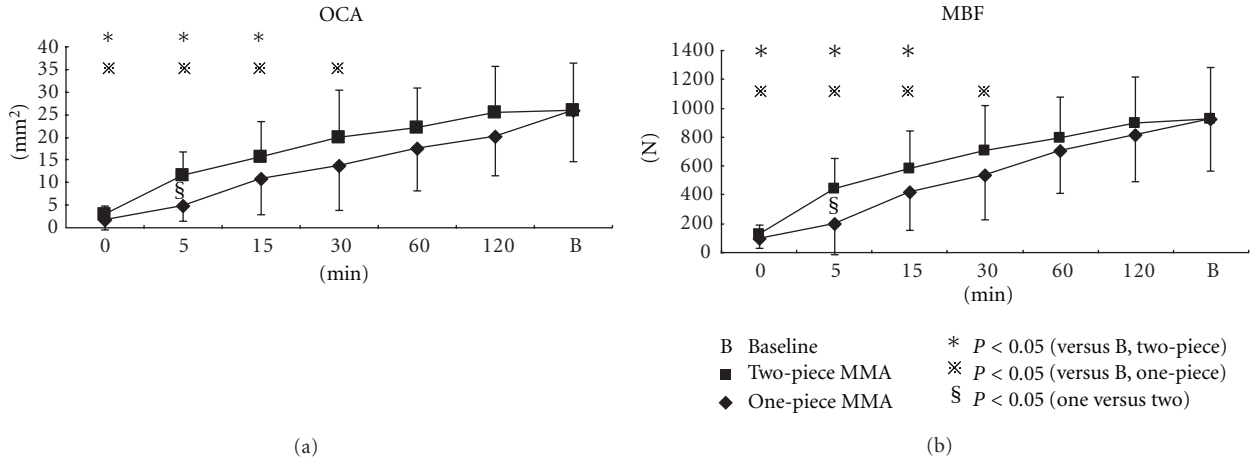 OCA
40
35
30
25
20
15
10
5
0
(mm²)
* * *
※ ※ ※ ※
§
0 5 15 30 60 120 B
(min)
(a)
MBF
1400
1200
1000
800
600
400
200
0
(N)
* * *
※ ※ ※ ※
§
0 5 15 30 60 120 B
(min)
B Baseline
Two-piece MMA
One-piece MMA
* P < 0.05 (versus B, two-piece)
※ P < 0.05 (versus B, one-piece)
§ P < 0.05 (one versus two)
(b)